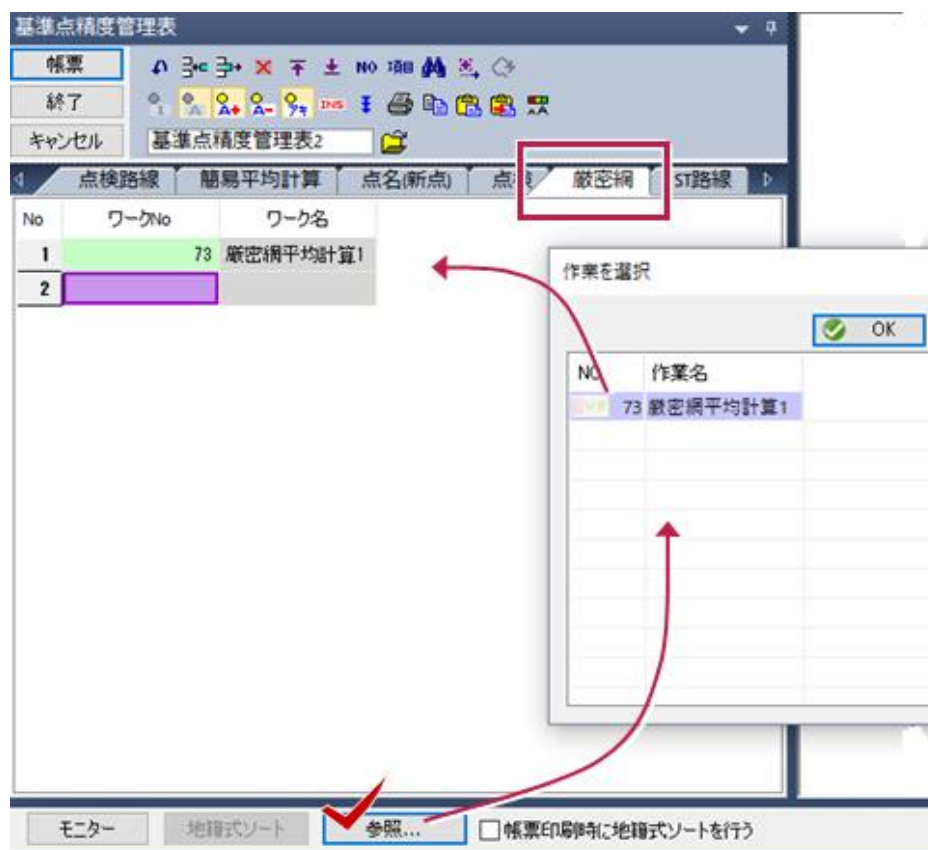 基準点精度管理表
帳票
NO 項目
終了
INS
キャンセル 基準点精度管理表2
点検路線 簡易平均計算 点名(新点) 点検 厳密網 ST路線
No ワークNo ワーク名
1 73 厳密網平均計算1
2
作業を選択
OK
NO 作業名
73 厳密網平均計算1
モニター 地籍式ソート 参照... 帳票印刷時に地籍式ソートを行う